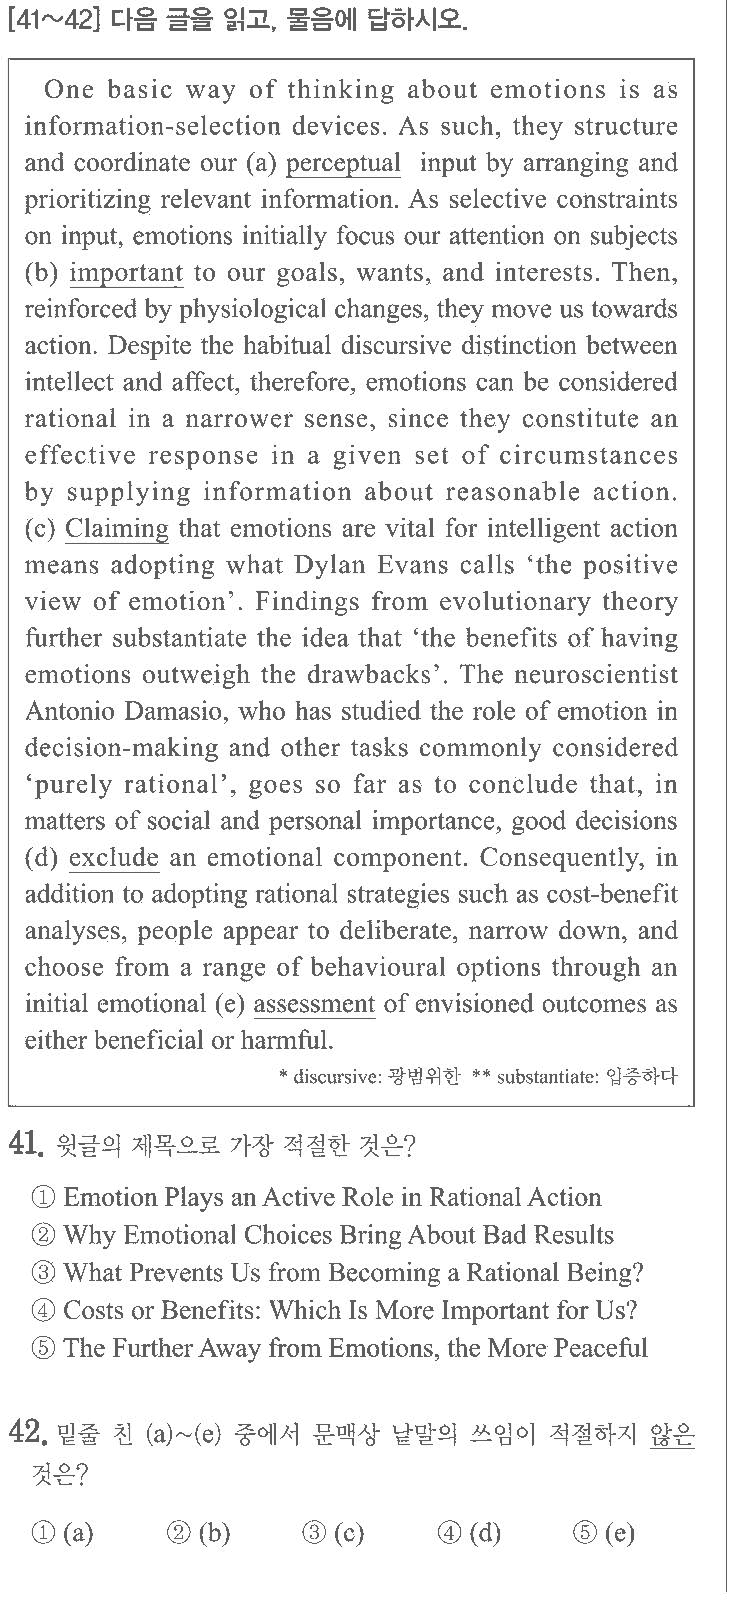 [41~42] 다음 글을 읽고, 물음에 답하시오.
One basic way of thinking about emotions is as
information-selection devices. As such, they structure
and coordinate our (a) perceptual input by arranging and
prioritizing relevant information. As selective constraints
on input, emotions initially focus our attention on subjects
(b) important to our goals, wants, and interests. Then,
reinforced by physiological changes, they move us towards
action. Despite the habitual discursive distinction between
intellect and affect, therefore, emotions can be considered
rational in a narrower sense, since they constitute an
effective response in a given set of circumstances
by supplying information about reasonable action.
(c) Claiming that emotions are vital for intelligent action
means adopting what Dylan Evans calls ‘the positive
view of emotion’. Findings from evolutionary theory
further substantiate the idea that ‘the benefits of having
emotions outweigh the drawbacks’. The neuroscientist
Antonio Damasio, who has studied the role of emotion in
decision-making and other tasks commonly considered
‘purely rational’, goes so far as to conclude that, in
matters of social and personal importance, good decisions
(d) exclude an emotional component. Consequently, in
addition to adopting rational strategies such as cost-benefit
analyses, people appear to deliberate, narrow down, and
choose from a range of behavioural options through an
initial emotional (e) assessment of envisioned outcomes as
either beneficial or harmful.
* discursive: 광범위한 ** substantiate: 입증하다
41. 윗글의 제목으로 가장 적절한 것은?
① Emotion Plays an Active Role in Rational Action
② Why Emotional Choices Bring About Bad Results
③ What Prevents Us from Becoming a Rational Being?
④ Costs or Benefits: Which Is More Important for Us?
⑤ The Further Away from Emotions, the More Peaceful
42. 밑줄 친 (a)~(e) 중에서 문맥상 낱말의 쓰임이 적절하지 않은
것은?
① (a) ② (b) ③ (c) ④ (d) ⑤ (e)